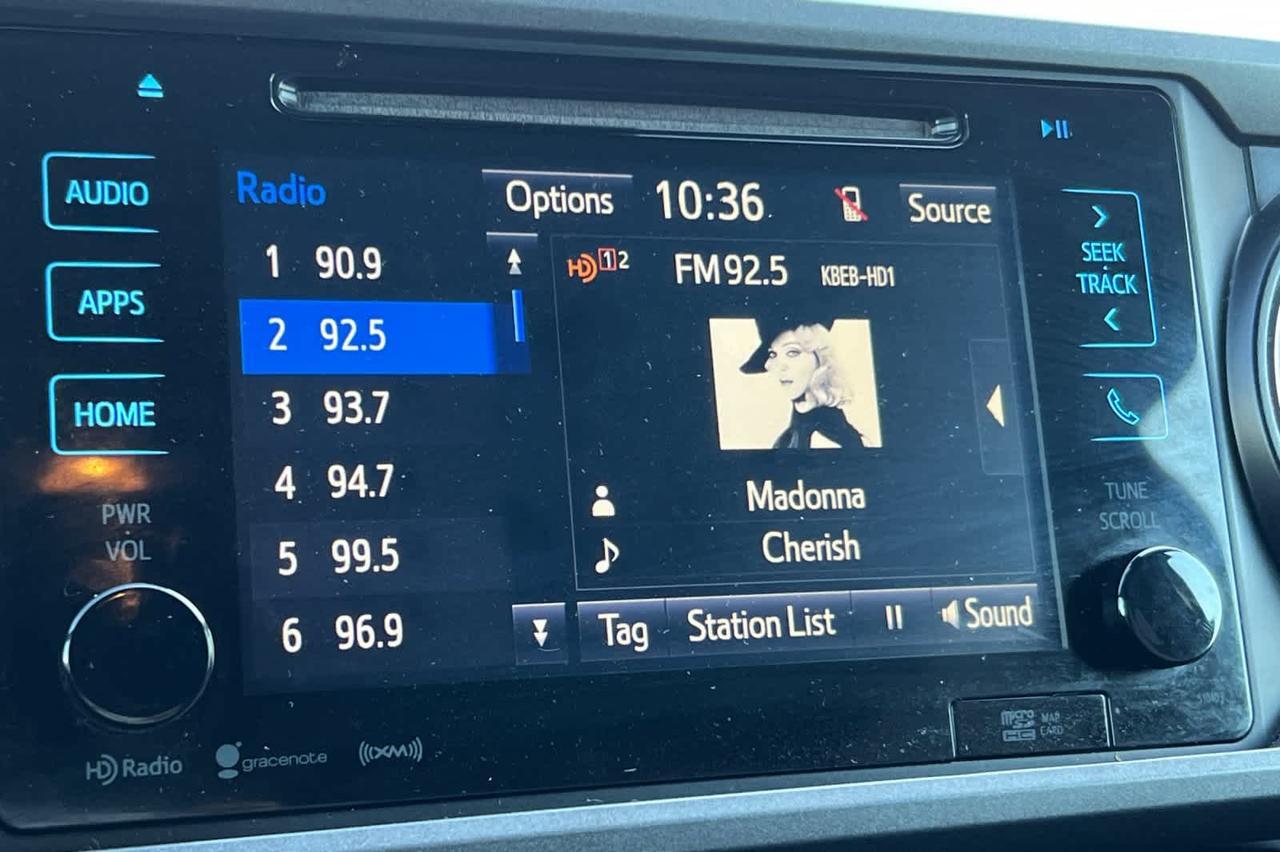 AUDIO
APPS
HOME
PWR
VOL
Radio
Options
10:36
Source
1 90.9
2 92.5
3 93.7
4 94.7
5 99.5
6 96.9
HD 1 2
FM 92.5
KBEB-HD1
Madonna
Cherish
Tag
Station List
Sound
SEEK
TRACK
TUNE
SCROLL
HD Radio
gracenote
((XM))
micro
SD
HC
MAP
CARD